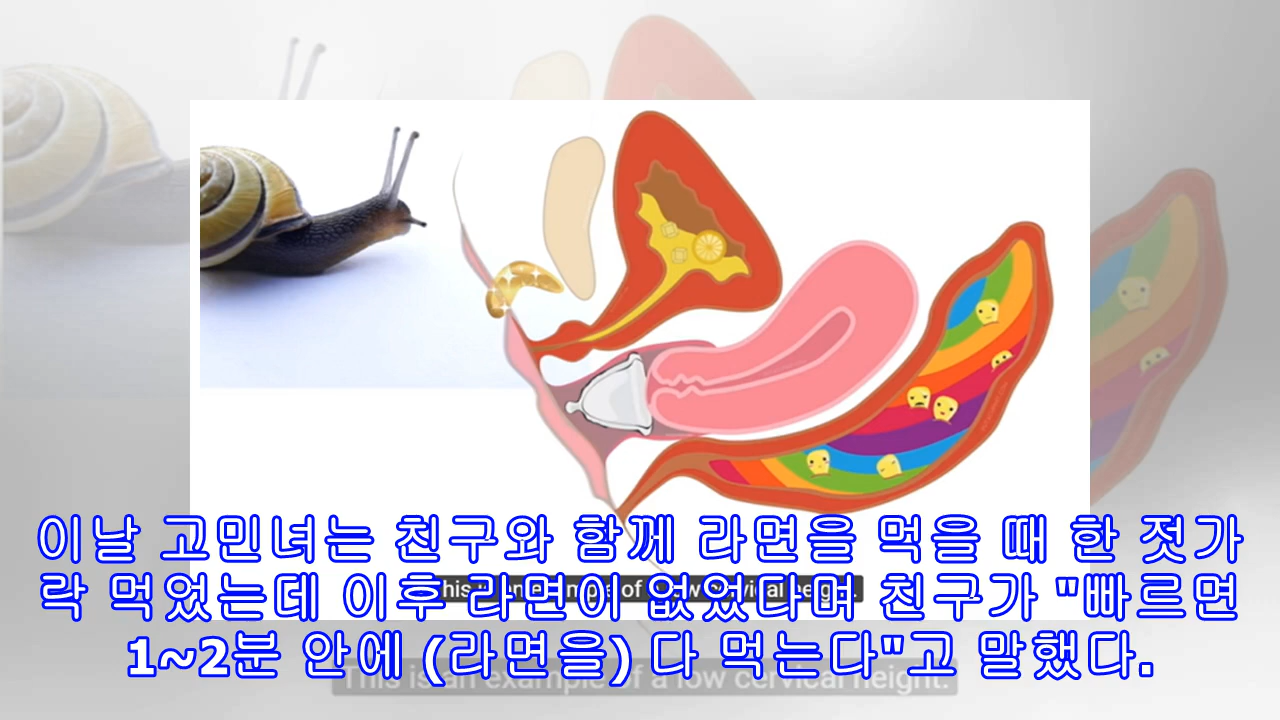 이날 고민녀는 친구와 함께 라면을 먹을 때 한 젓가
락 먹었는데 이후 라면이 없었다며 친구가 "빠르면
1~2분 안에 (라면을) 다 먹는다"고 말했다.
This is an example of a low cervical height.